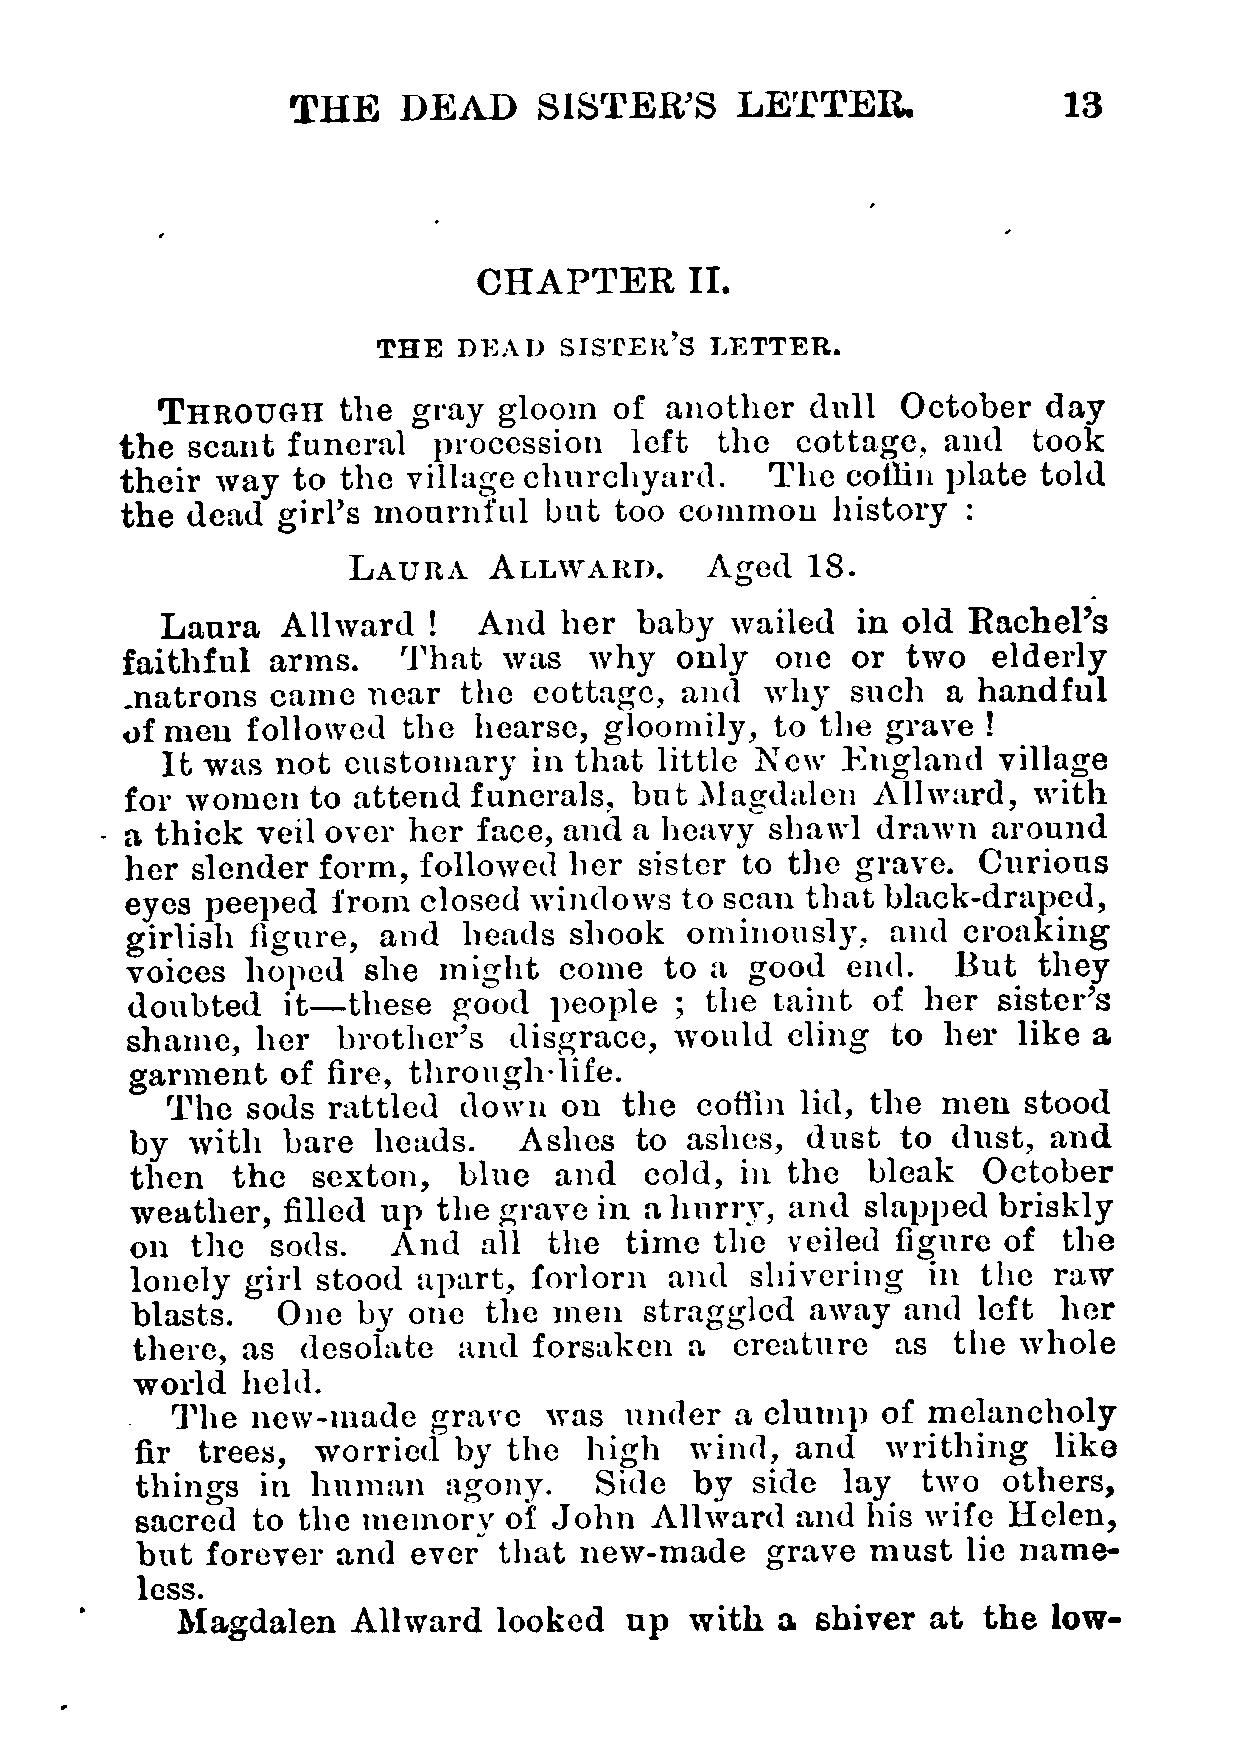 THE DEAD SISTER'S LETTER. 13
CHAPTER II.
THE DEAD SISTER'S LETTER.
THROUGH the gray gloom of another dull October day
the scant funeral procession left the cottage, and took
their way to the village churchyard. The coffin plate told
the dead girl's mournful but too common history :
LAURA ALLWARD. Aged 18.
Laura Allward ! And her baby wailed in old Rachel's
faithful arms. That was why only one or two elderly
matrons came near the cottage, and why such a handful
of men followed the hearse, gloomily, to the grave !
It was not customary in that little New England village
for women to attend funerals, but Magdalen Allward, with
a thick veil over her face, and a heavy shawl drawn around
her slender form, followed her sister to the grave. Curious
eyes peeped from closed windows to scan that black-draped,
girlish figure, and heads shook ominously, and croaking
voices hoped she might come to a good end. But they
doubted it—these good people ; the taint of her sister's
shame, her brother's disgrace, would cling to her like a
garment of fire, through life.
The sods rattled down on the coffin lid, the men stood
by with bare heads. Ashes to ashes, dust to dust, and
then the sexton, blue and cold, in the bleak October
weather, filled up the grave in a hurry, and slapped briskly
on the sods. And all the time the veiled figure of the
lonely girl stood apart, forlorn and shivering in the raw
blasts. One by one the men straggled away and left her
there, as desolate and forsaken a creature as the whole
world held.
The new-made grave was under a clump of melancholy
fir trees, worried by the high wind, and writhing like
things in human agony. Side by side lay two others,
sacred to the memory of John Allward and his wife Helen,
but forever and ever that new-made grave must lie name-
less.
Magdalen Allward looked up with a shiver at the low-